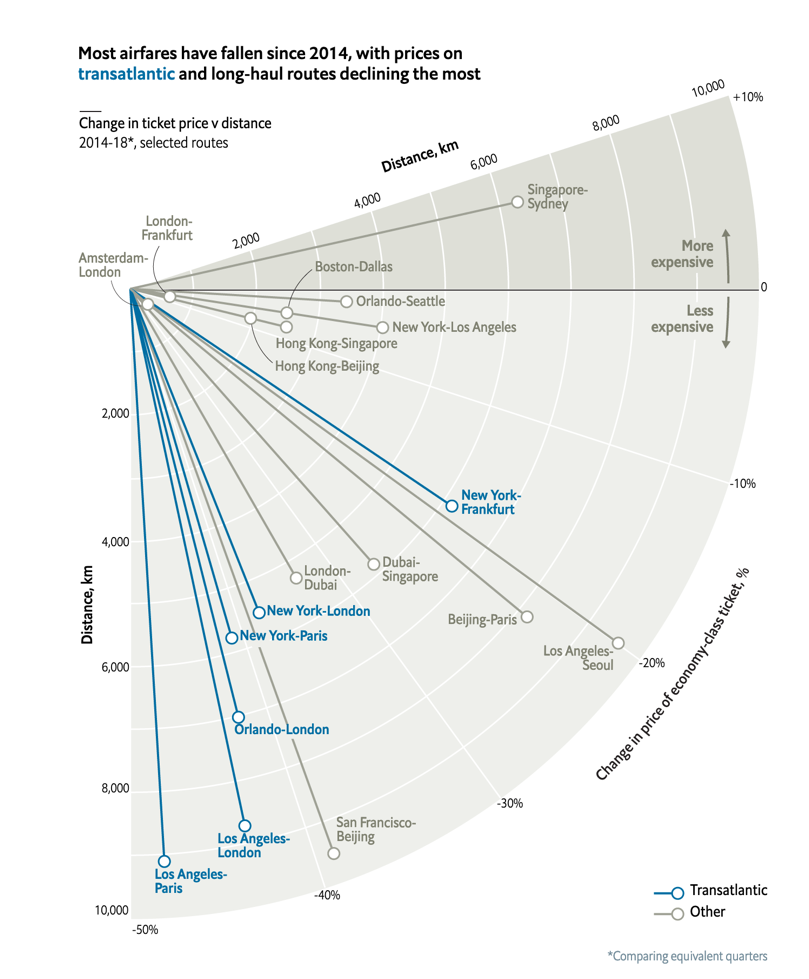 Most airfares have fallen since 2014, with prices on
transatlantic and long-haul routes declining the most
Change in ticket price v distance
2014-18*, selected routes
Distance, km
2,000
4,000
6,000
8,000
10,000
+10%
Singapore-
Sydney
London-
Frankfurt
Amsterdam-
London
Boston-Dallas
More
expensive
0
Orlando-Seattle
Less
expensive
New York-Los Angeles
Hong Kong-Singapore
Hong Kong-Beijing
2,000
-10%
New York-
Frankfurt
4,000
London-
Dubai
Dubai-
Singapore
New York-London
Beijing-Paris
New York-Paris
Los Angeles-
Seoul
-20%
Distance, km
Change in price of economy-class ticket, %
6,000
Orlando-London
8,000
-30%
San Francisco-
Beijing
Los Angeles-
London
Los Angeles-
Paris
-40%
10,000
-50%
Transatlantic
Other
*Comparing equivalent quarters